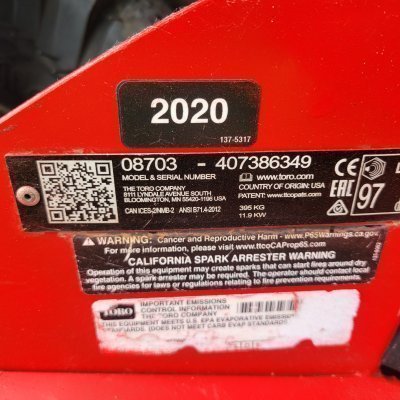 2020
137-5317
08703 - 407386349
MODEL & SERIAL NUMBER
www.toro.com
THE TORO COMPANY
8111 LYNDALE AVENUE SOUTH
BLOOMINGTON, MN 55420-1196 USA
COUNTRY OF ORIGIN: USA
PATENT: www.ttcopats.com
CAN ICES-2/NMB-2 ANSI B71.4-2012
395 KG
11.9 KW
CE
EAC
97
WARNING: Cancer and Reproductive Harm - www.P65Warnings.ca.gov
For more information, please visit www.ttcoCAProp65.com
CALIFORNIA SPARK ARRESTER WARNING
Operation of this equipment may create sparks that can start fires around dry
vegetation. A spark arrester may be required. The operator should contact local
fire agencies for laws or regulations relating to fire prevention requirements.
TORO
IMPORTANT EMISSIONS
CONTROL INFORMATION
THE TORO COMPANY
THIS EQUIPMENT MEETS U.S. EPA EVAPORATIVE EMISSION
STANDARDS. (DOES NOT MEET CARB EVAP STANDARDS